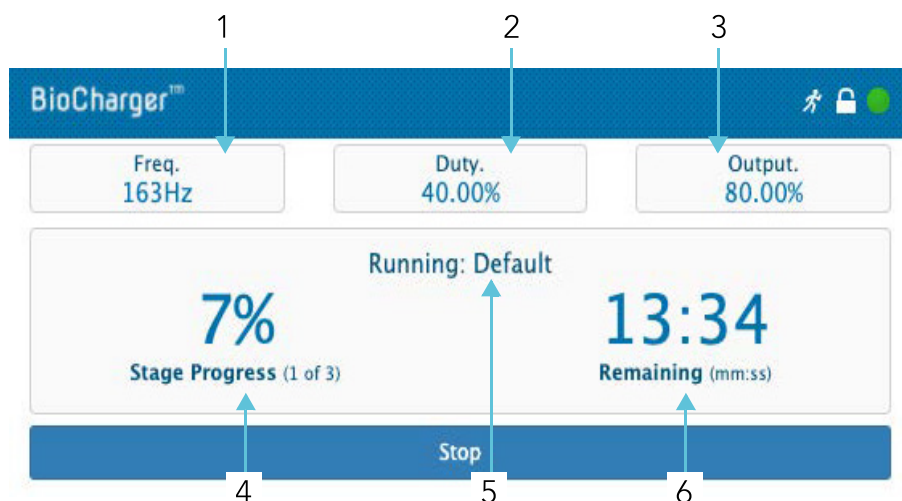 1 2 3
BioCharger™
Freq. Duty. Output.
163Hz 40.00% 80.00%
Running: Default
7% 13:34
Stage Progress (1 of 3) Remaining (mm:ss)
Stop
4 5 6